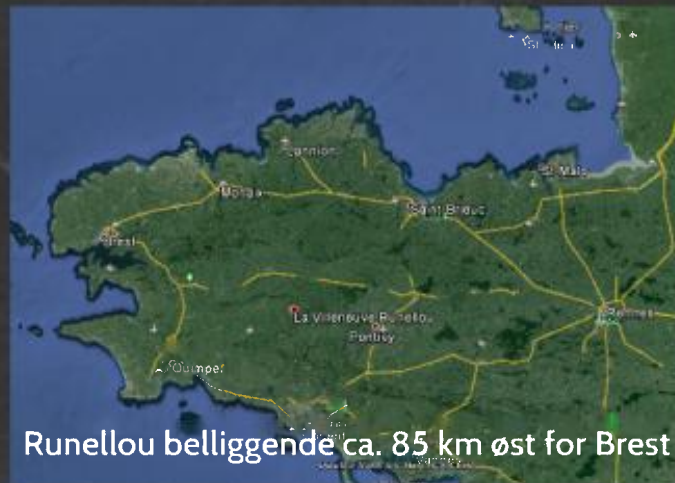 Lannion
St Malo
Morlaix
Saint Brieuc
Brest
La Villeneuve Runellou
Rennes
Pontivy
Quimper
Runellou belliggende ca. 85 km øst for Brest